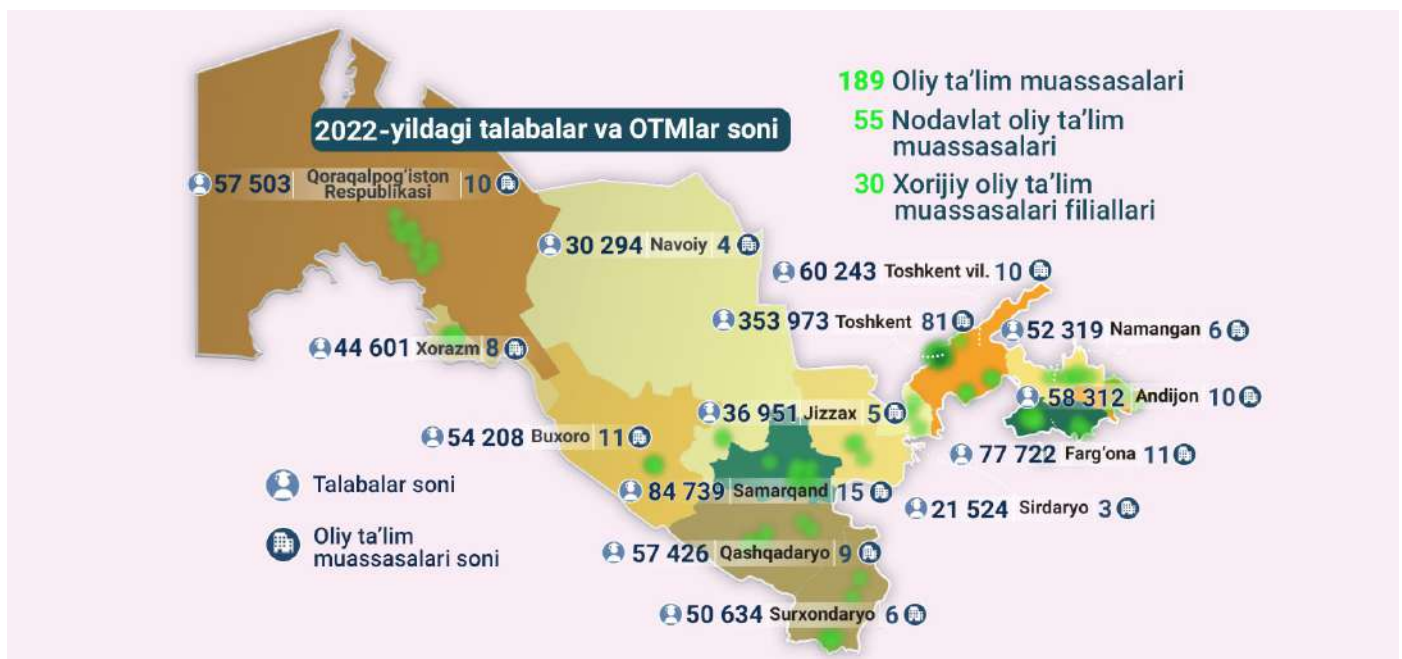 189 Oliy ta’lim muassasalari
55 Nodavlat oliy ta’lim
muassasalari
30 Xorijiy oliy ta’lim
muassasalari filiallari
2022-yildagi talabalar va OTMlar soni
57 503 Qoraqalpog‘iston
Respublikasi 10
30 294 Navoiy 4
60 243 Toshkent vil. 10
353 973 Toshkent 81
52 319 Namangan 6
44 601 Xorazm 8
58 312 Andijon 10
36 951 Jizzax 5
54 208 Buxoro 11
77 722 Farg‘ona 11
84 739 Samarqand 15
21 524 Sirdaryo 3
57 426 Qashqadaryo 9
50 634 Surxondaryo 6
Talabalar soni
Oliy ta’lim
muassasalari soni